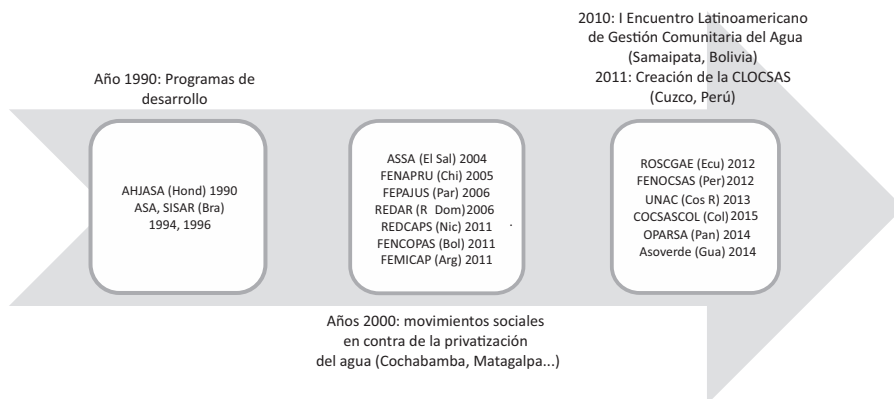 Año 1990: Programas de
desarrollo
AHJASA (Hond) 1990
ASA, SISAR (Bra)
1994, 1996
ASSA (El Sal) 2004
FENAPRU (Chi) 2005
FEPAJUS (Par) 2006
REDAR (R Dom)2006
REDCAPS (Nic) 2011
FENCOPAS (Bol) 2011
FEMICAP (Arg) 2011
Años 2000: movimientos sociales
en contra de la privatización
del agua (Cochabamba, Matagalpa...)
2010: I Encuentro Latinoamericano
de Gestión Comunitaria del Agua
(Samaipata, Bolivia)
2011: Creación de la CLOCSAS
(Cuzco, Perú)
ROSCGAE (Ecu) 2012
FENOCSAS (Per)2012
UNAC (Cos R) 2013
COCSASCOL (Col) 2015
OPARSA (Pan) 2014
Asoverde (Gua) 2014